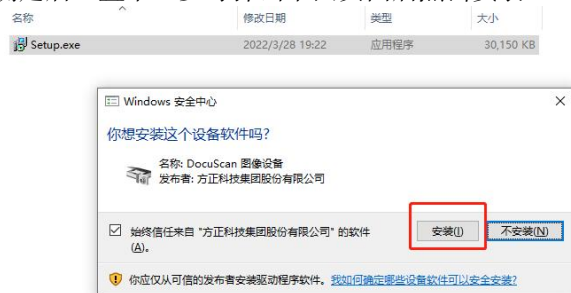 名称 修改日期 类型 大小
Setup.exe 2022/3/28 19:22 应用程序 30,150 KB
Windows 安全中心
你想安装这个设备软件吗?
名称: DocuScan 图像设备
发布者: 方正科技集团股份有限公司
始终信任来自 "方正科技集团股份有限公司" 的软件(A)。
安装(I) 不安装(N)
你应仅从可信的发布者安装驱动程序软件。我如何确定哪些设备软件可以安全安装?